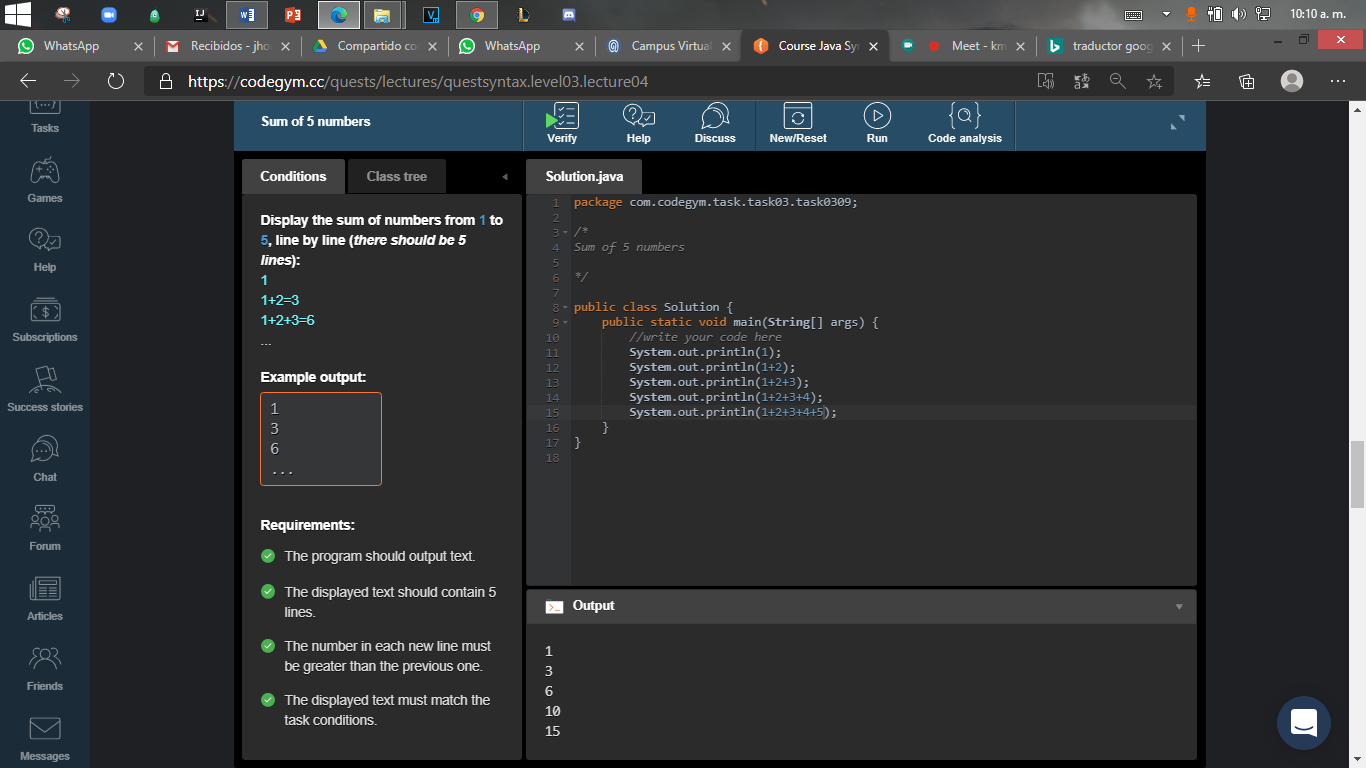 10:10 a. m.
WhatsApp
Recibidos - jho
Compartido co
WhatsApp
Campus Virtual
Course Java Sy
Meet - km
traductor goog
https://codegym.cc/quests/lectures/questsyntax.level03.lecture04
Tasks
Games
Help
Subscriptions
Success stories
Chat
Forum
Articles
Friends
Messages
Sum of 5 numbers
Verify
Help
Discuss
New/Reset
Run
Code analysis
Conditions
Class tree
Display the sum of numbers from 1 to
5, line by line (there should be 5
lines):
1
1+2=3
1+2+3=6
...
Example output:
1
3
6
...
Requirements:
The program should output text.
The displayed text should contain 5
lines.
The number in each new line must
be greater than the previous one.
The displayed text must match the
task conditions.
Solution.java
1 package com.codegym.task.task03.task0309;
2
3 /*
4 Sum of 5 numbers
5
6 */
7
8 public class Solution {
9 public static void main(String[] args) {
10 //write your code here
11 System.out.println(1);
12 System.out.println(1+2);
13 System.out.println(1+2+3);
14 System.out.println(1+2+3+4);
15 System.out.println(1+2+3+4+5);
16 }
17 }
18
Output
1
3
6
10
15